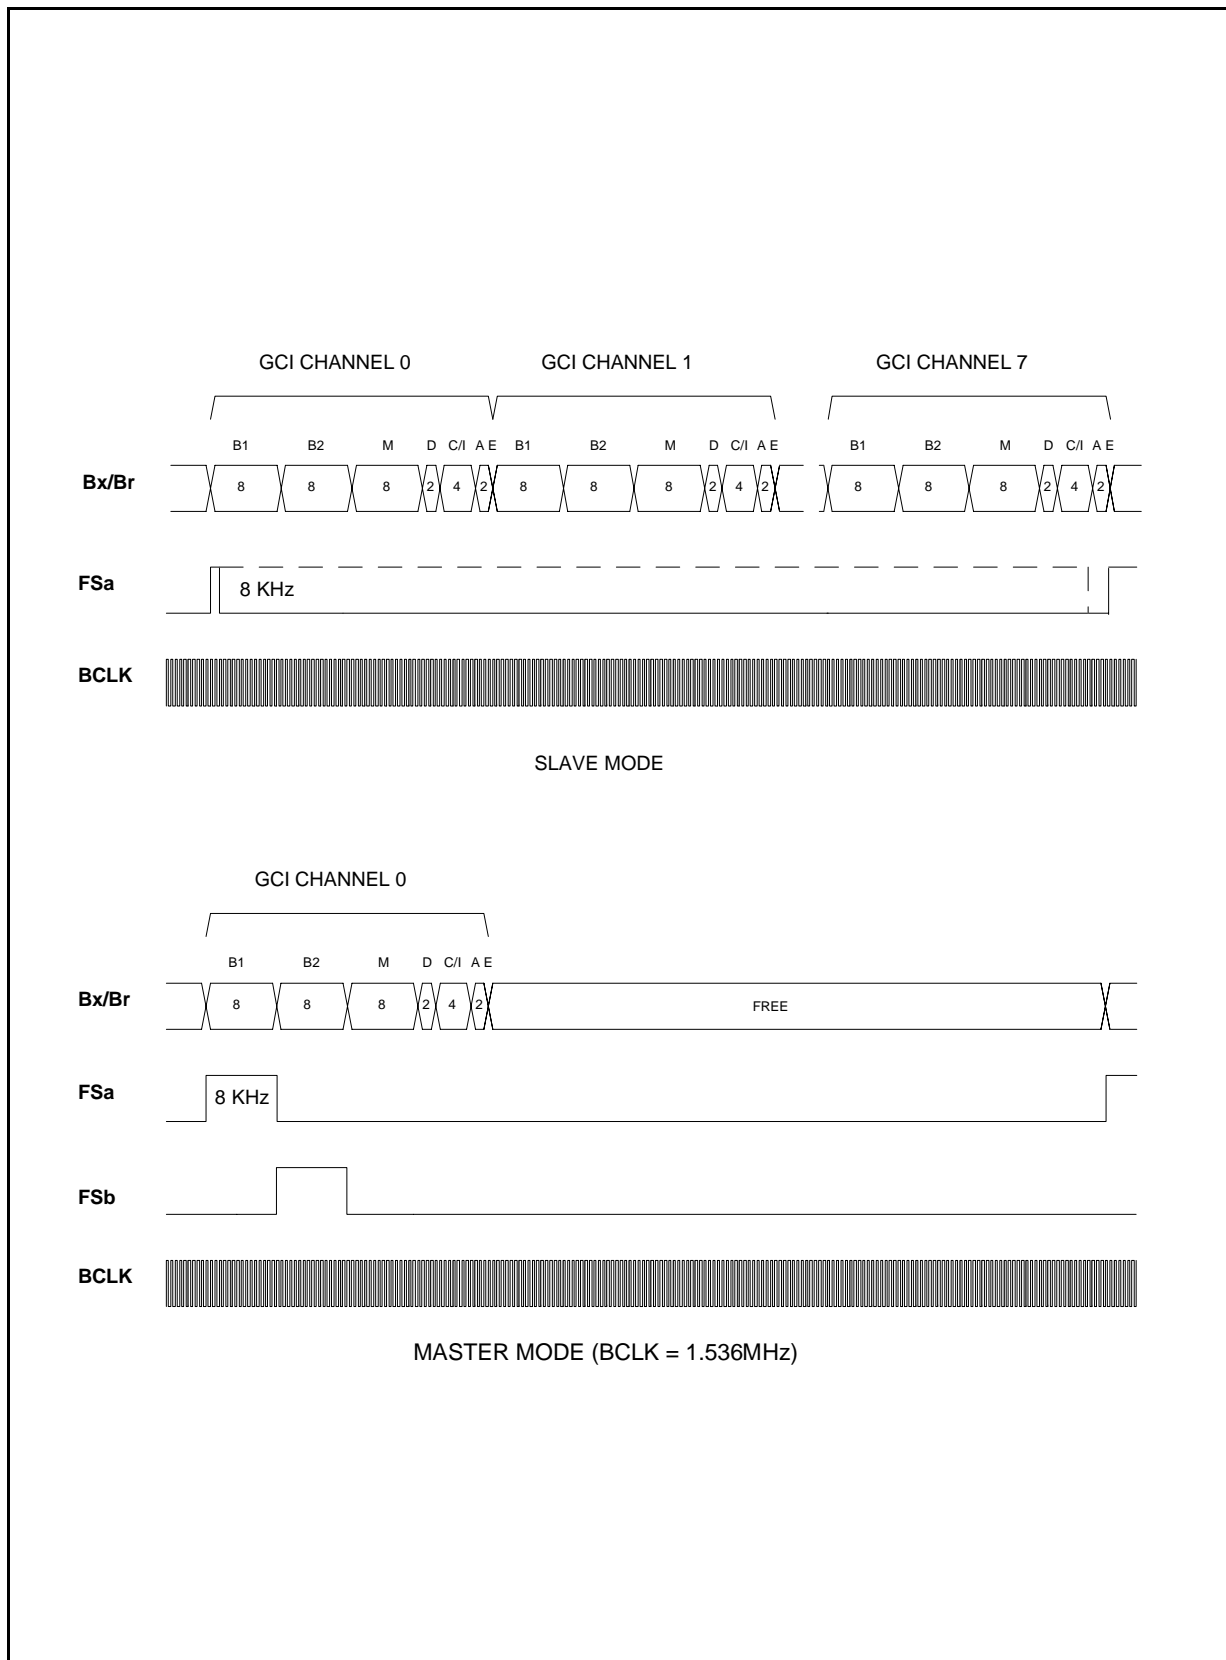 GCI CHANNEL 0 GCI CHANNEL 1 GCI CHANNEL 7
B1 B2 M D C/I A E B1 B2 M D C/I A E B1 B2 M D C/I A E
Bx/Br 8 8 8 2 4 2 8 8 8 2 4 2 8 8 8 2 4 2
FSa 8 KHz
BCLK
SLAVE MODE
GCI CHANNEL 0
B1 B2 M D C/I A E
Bx/Br 8 8 8 2 4 2 FREE
FSa 8 KHz
FSb
BCLK
MASTER MODE (BCLK = 1.536MHz)